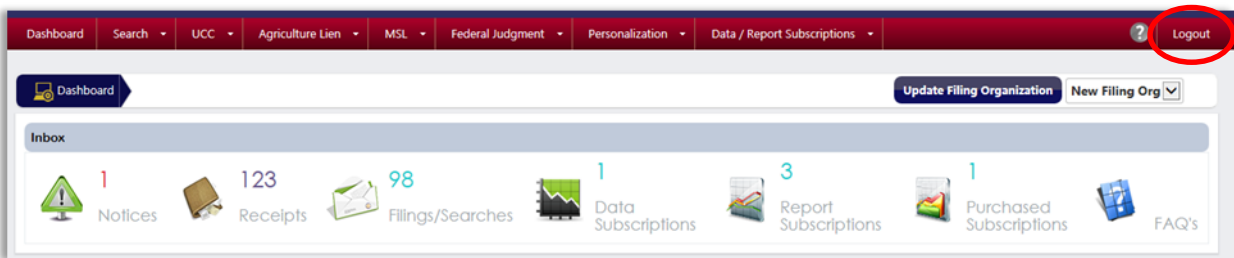 Dashboard Search UCC Agriculture Lien MSL Federal Judgment Personalization Data / Report Subscriptions ? Logout
Dashboard Update Filing Organization New Filing Org
Inbox
1 123 98 1 3 1
Notices Receipts Filings/Searches Data Report Purchased ? FAQ's
Subscriptions Subscriptions Subscriptions